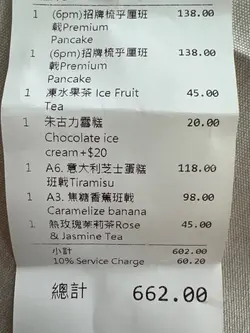 1 (6pm)招牌梳乎厘班 138.00
戟Premium
Pancake
1 (6pm)招牌梳乎厘班 138.00
戟Premium
Pancake
1 凍水果茶 Ice Fruit 45.00
Tea
1 朱古力雪糕 20.00
Chocolate ice
cream+$20
1 A6. 意大利芝士蛋糕 118.00
班戟Tiramisu
1 A3. 焦糖香蕉班戟 98.00
Caramelize banana
1 熱玫瑰茉莉茶Rose 45.00
& Jasmine Tea
小計 602.00
10% Service Charge 60.20
總計 662.00